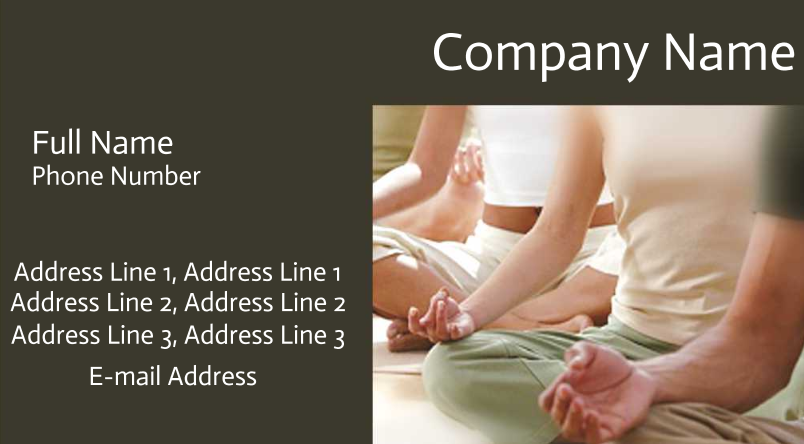 Company Name
Full Name
Phone Number
Address Line 1, Address Line 1
Address Line 2, Address Line 2
Address Line 3, Address Line 3
E-mail Address